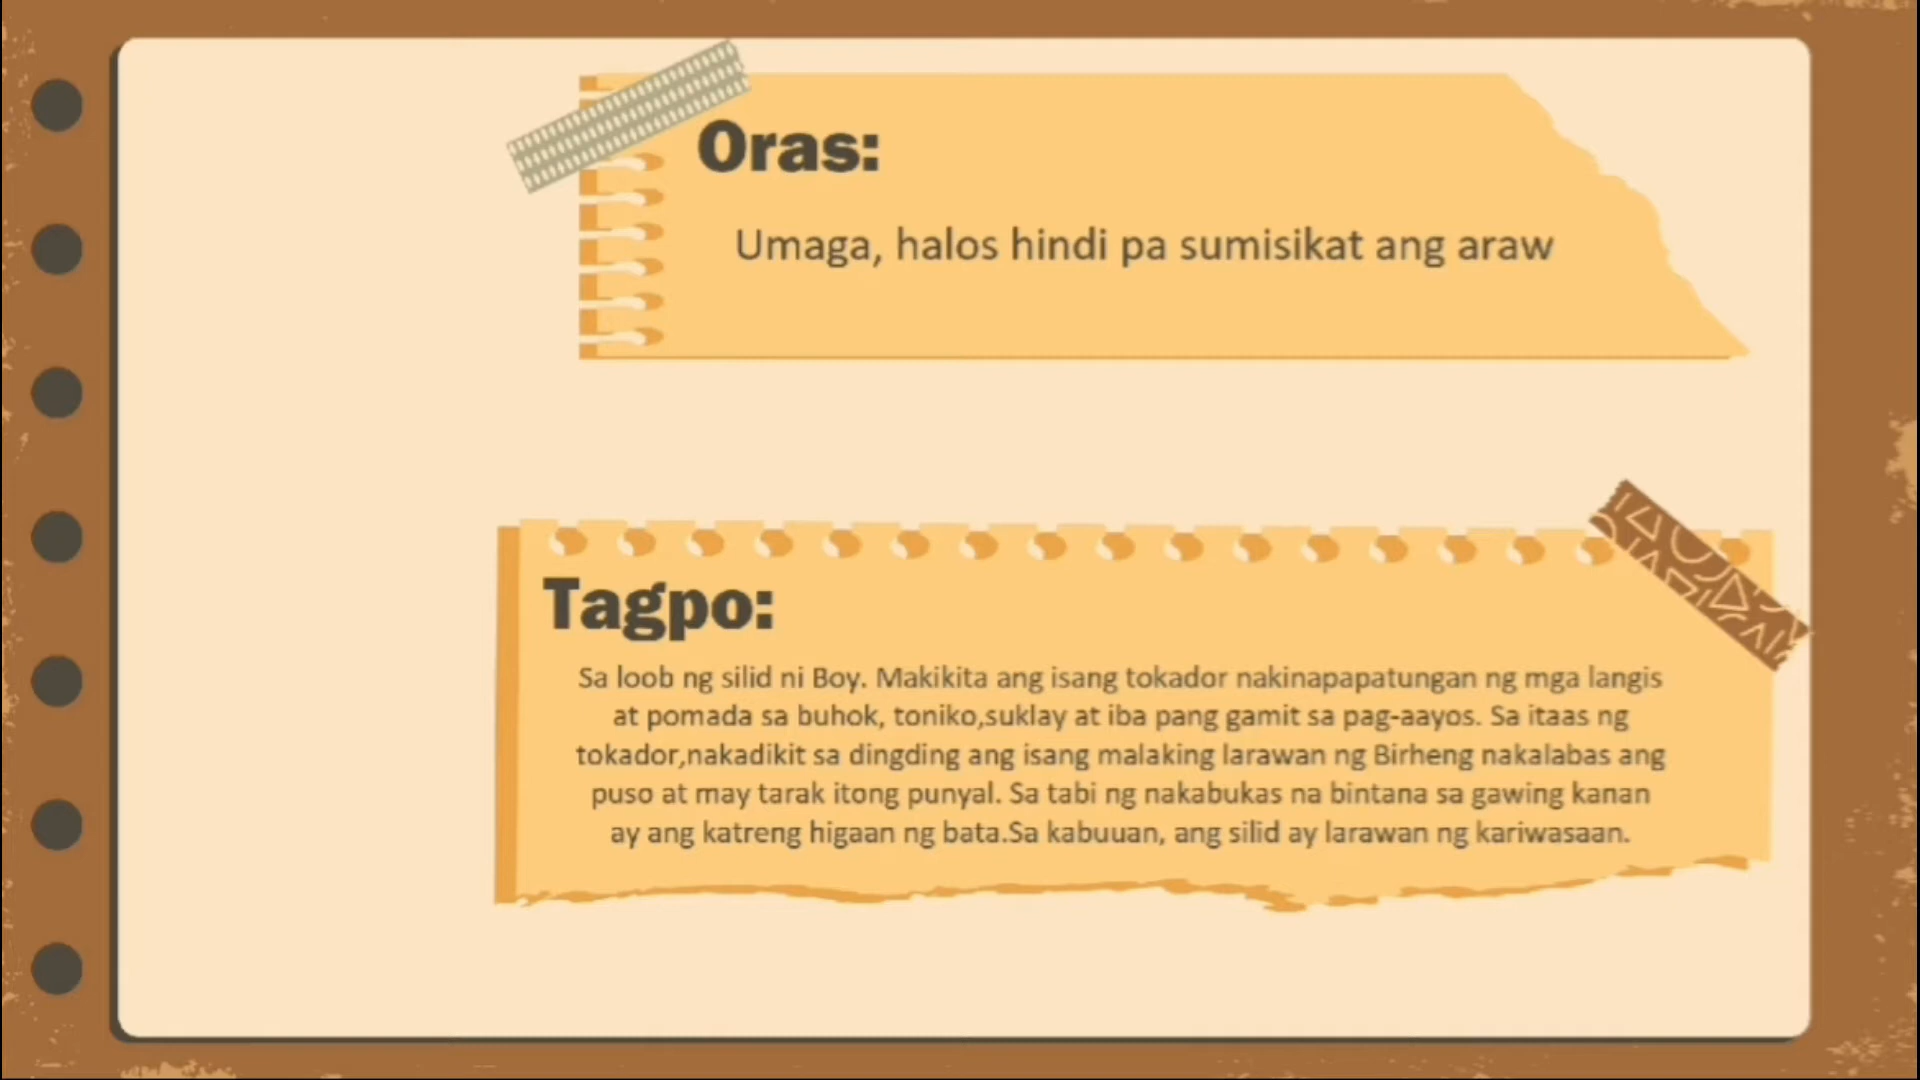 Oras:
Umaga, halos hindi pa sumisikat ang araw
Tagpo:
Sa loob ng silid ni Boy. Makikita ang isang tokador nakinapapatungan ng mga langis
at pomada sa buhok, toniko,suklay at iba pang gamit sa pag-aayos. Sa itaas ng
tokador,nakadikit sa dingding ang isang malaking larawan ng Birheng nakalabas ang
puso at may tarak itong punyal. Sa tabi ng nakabukas na bintana sa gawing kanan
ay ang katreng higaan ng bata.Sa kabuuan, ang silid ay larawan ng kariwasaan.